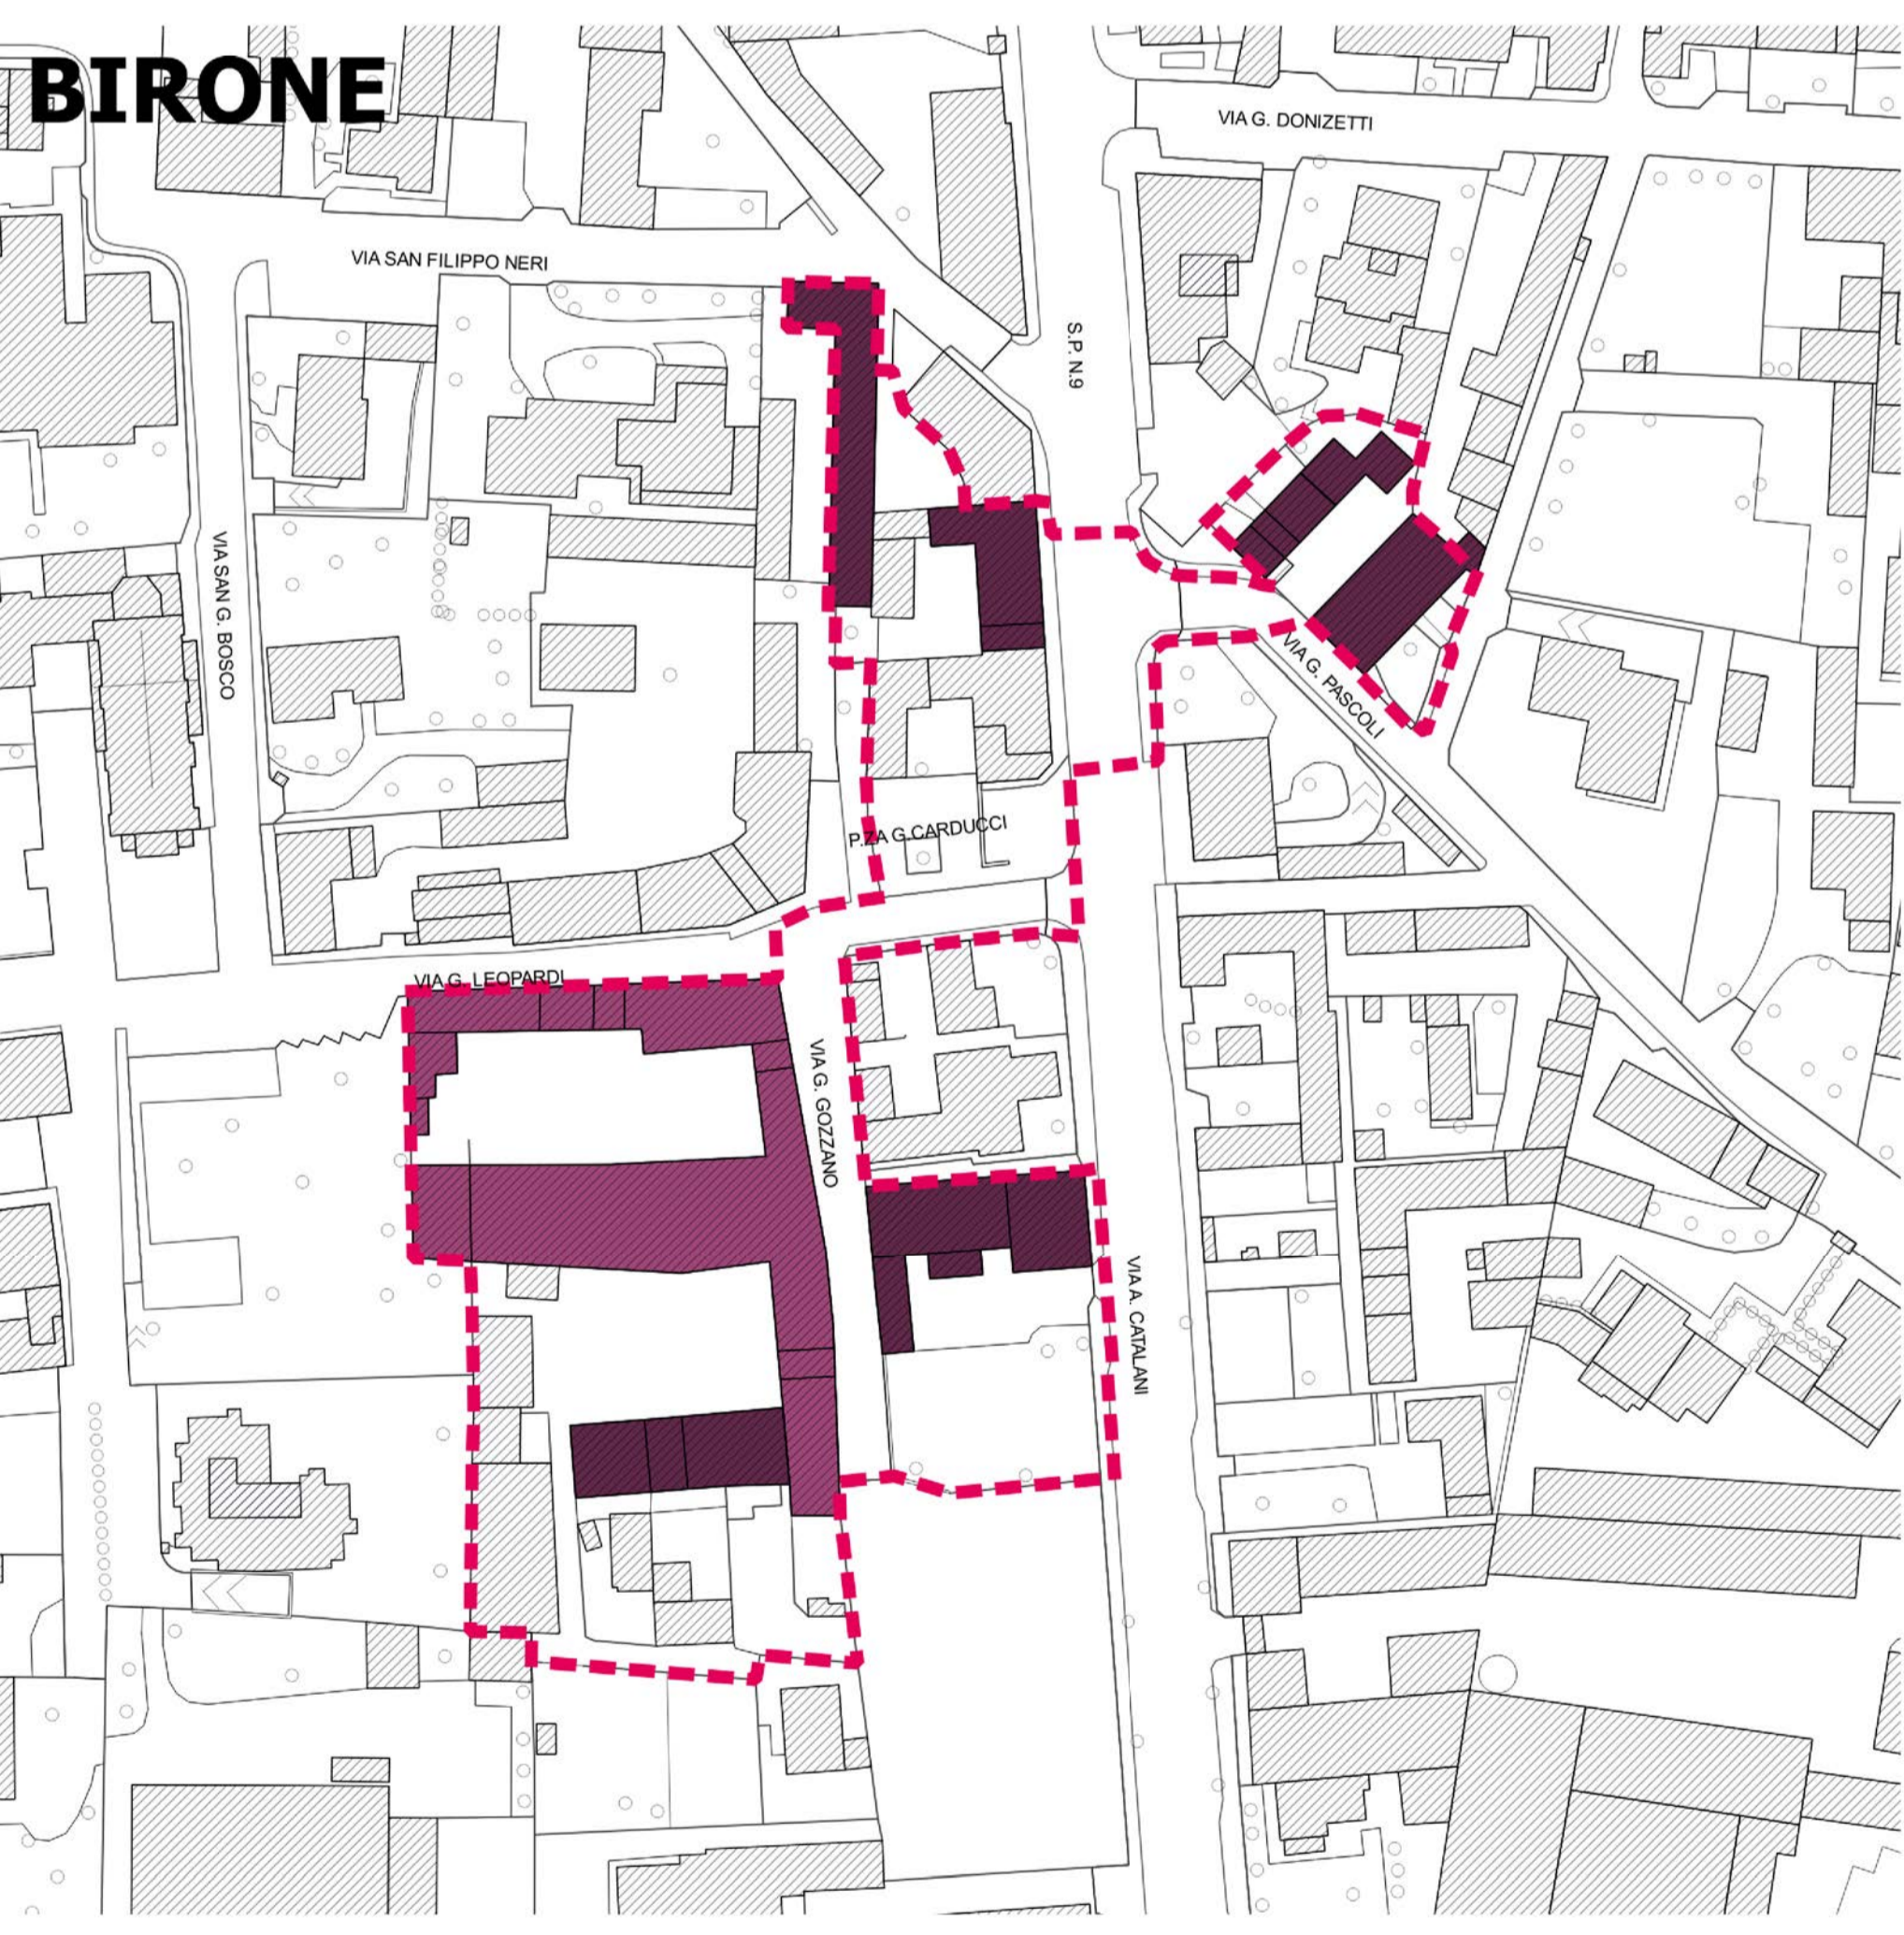 BIRONE
VIA G. DONIZETTI
VIA SAN FILIPPO NERI
S.P. N.9
VIA SAN G. BOSCO
VIA G. PASCOLI
P.ZA G.CARDUCCI
VIA G. LEOPARDI
VIA G. GOZZANO
VIA A. CATALANI